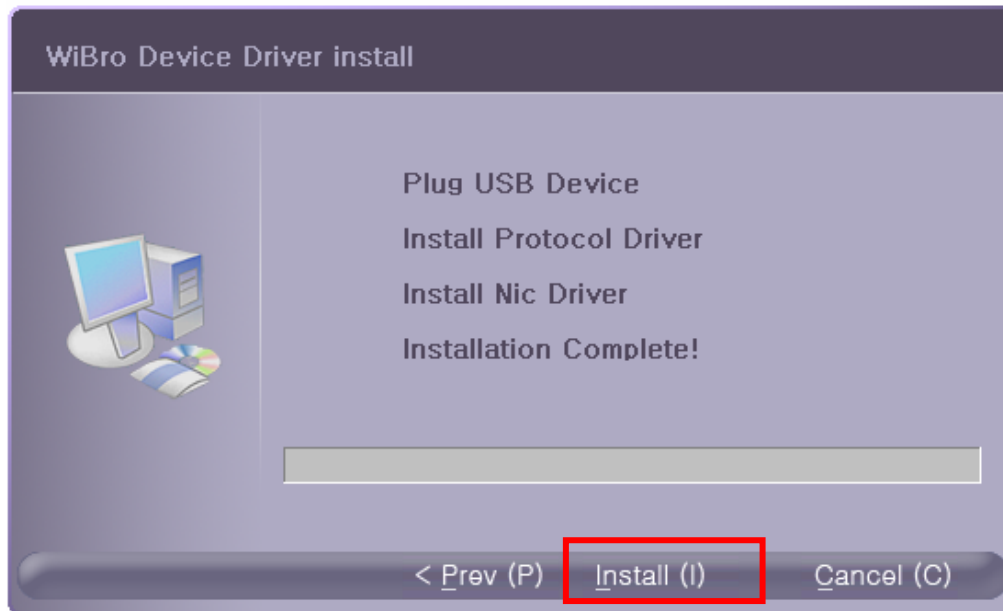 WiBro Device Driver install
Plug USB Device
Install Protocol Driver
Install Nic Driver
Installation Complete!
< Prev (P) Install (I) Cancel (C)